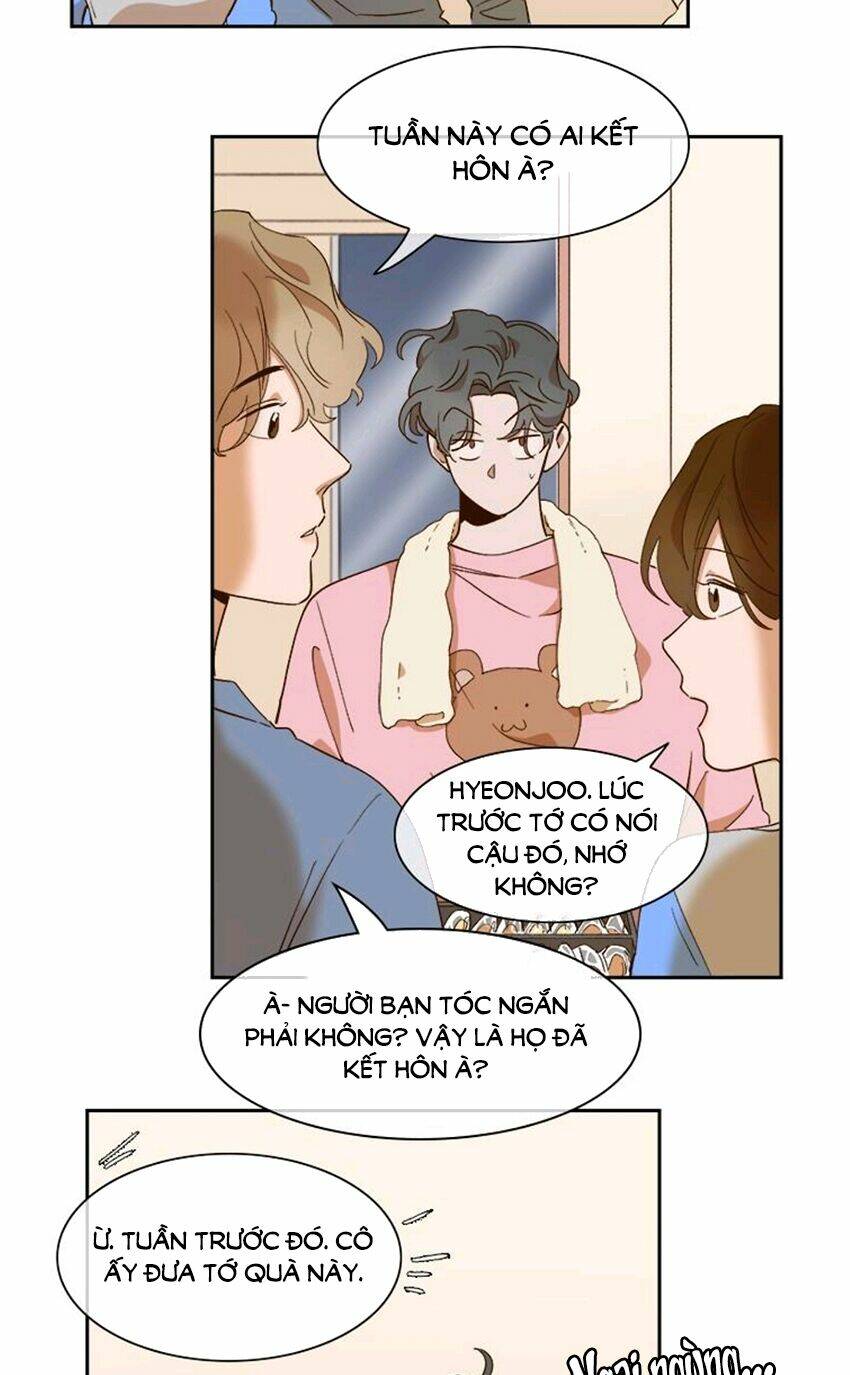 TUẦN NÀY CÓ AI KẾT
HÔN À?
HYEONJOO. LÚC
TRƯỚC TỚ CÓ NÓI
CẬU ĐÓ, NHỚ
KHÔNG?
À- NGƯỜI BẠN TÓC NGẮN
PHẢI KHÔNG? VẬY LÀ HỌ ĐÃ
KẾT HÔN À?
Ừ. TUẦN TRƯỚC ĐÓ. CÔ
ẤY ĐƯA TỚ QUÀ NÀY.